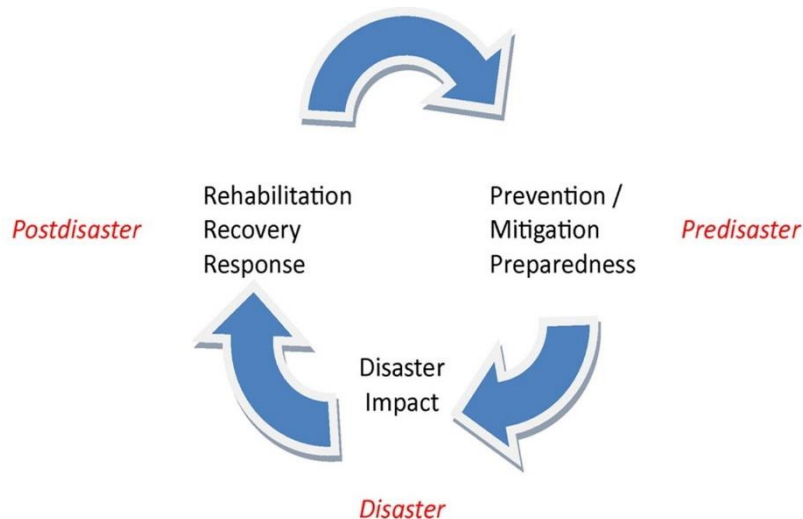 Postdisaster
Rehabilitation
Recovery
Response
Prevention /
Mitigation
Preparedness
Predisaster
Disaster
Impact
Disaster